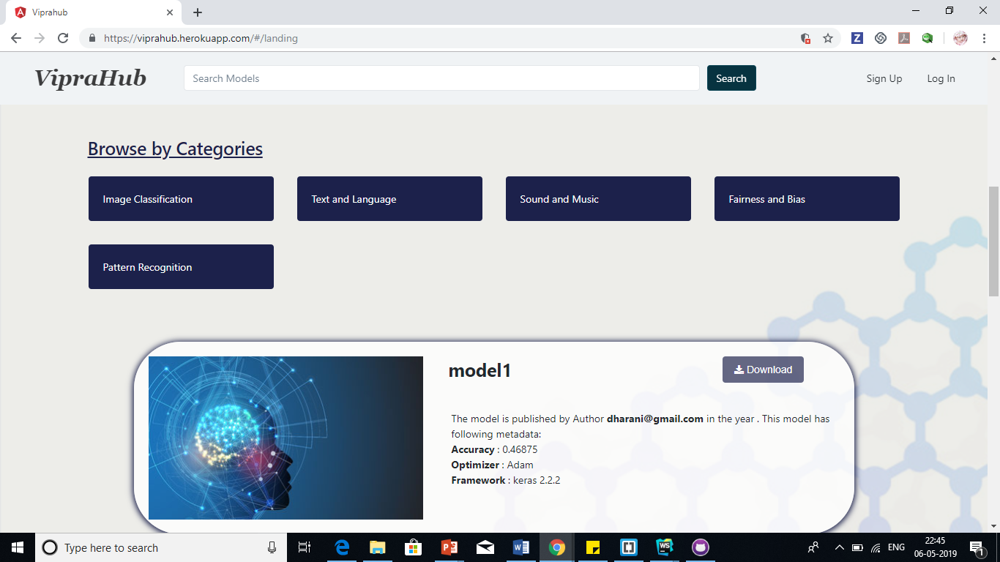 Viprahub
https://viprahub.herokuapp.com/#/landing
VipraHub
Search Models
Search
Sign Up
Log In
Browse by Categories
Image Classification
Text and Language
Sound and Music
Fairness and Bias
Pattern Recognition
model1
Download
The model is published by Author dharani@gmail.com in the year . This model has
following metadata:
Accuracy : 0.46875
Optimizer : Adam
Framework : keras 2.2.2
Type here to search
ENG
22:45
06-05-2019
1